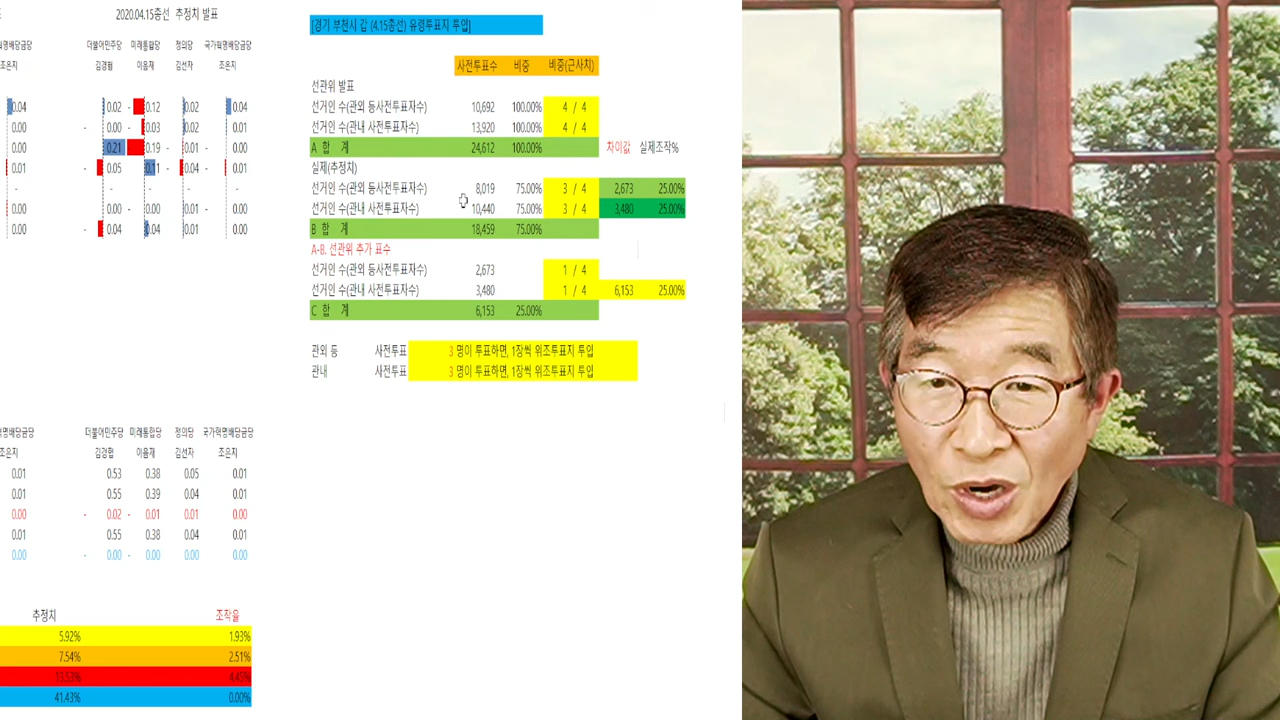 2020.04.15총선 추정치 발표
더불어민주당 미래통합당 정의당 국가혁명배당금당
조은지 김경협 이음재 조은지
0.04 0.02 - 0.12 0.02 0.04
0.00 - 0.00 - 0.03 0.02 0.01
0.00 0.21 0.19 - 0.01 - 0.00
0.01 0.05 - 0.04 - 0.01
- - - - -
0.00 - 0.00 0.00 - 0.01 0.00
0.00 - 0.04 0.04 0.01 0.00
더불어민주당 미래통합당 정의당 국가혁명배당금당
조은지 김경협 이음재 조은지
0.01 0.53 0.38 0.05 0.01
0.01 0.55 0.39 0.04 0.01
0.00 - 0.02 - 0.01 0.01 0.00
0.01 0.55 0.38 0.04 0.01
0.00 - 0.00 - 0.00 0.00 0.00
추정치 조작율
5.92% 1.93%
7.54% 2.51%
4.45%
41.43% 0.00%
[경기 부천시 갑 (4.15총선) 유령투표지 투입]
사전투표수 비중 비중(근사치)
선관위 발표
선거인 수(관외 등사전투표자수) 10,692 100.00% 4 / 4
선거인 수(관내 사전투표자수) 13,920 100.00% 4 / 4
A 합 계 24,612 100.00% 차이값 실제조작%
실제(추정치)
선거인 수(관외 등사전투표자수) 8,019 75.00% 3 / 4 2,673 25.00%
선거인 수(관내 사전투표자수) 10,440 75.00% 3 / 4 3,480 25.00%
B 합 계 18,459 75.00%
A-B. 선관위 추가 표수
선거인 수(관외 등사전투표자수) 2,673 1 / 4
선거인 수(관내 사전투표자수) 3,480 1 / 4 6,153 25.00%
C 합 계 6,153 25.00%
관외 등 사전투표 3 명이 투표하면, 1장씩 위조투표지 투입
관내 사전투표 3 명이 투표하면, 1장씩 위조투표지 투입